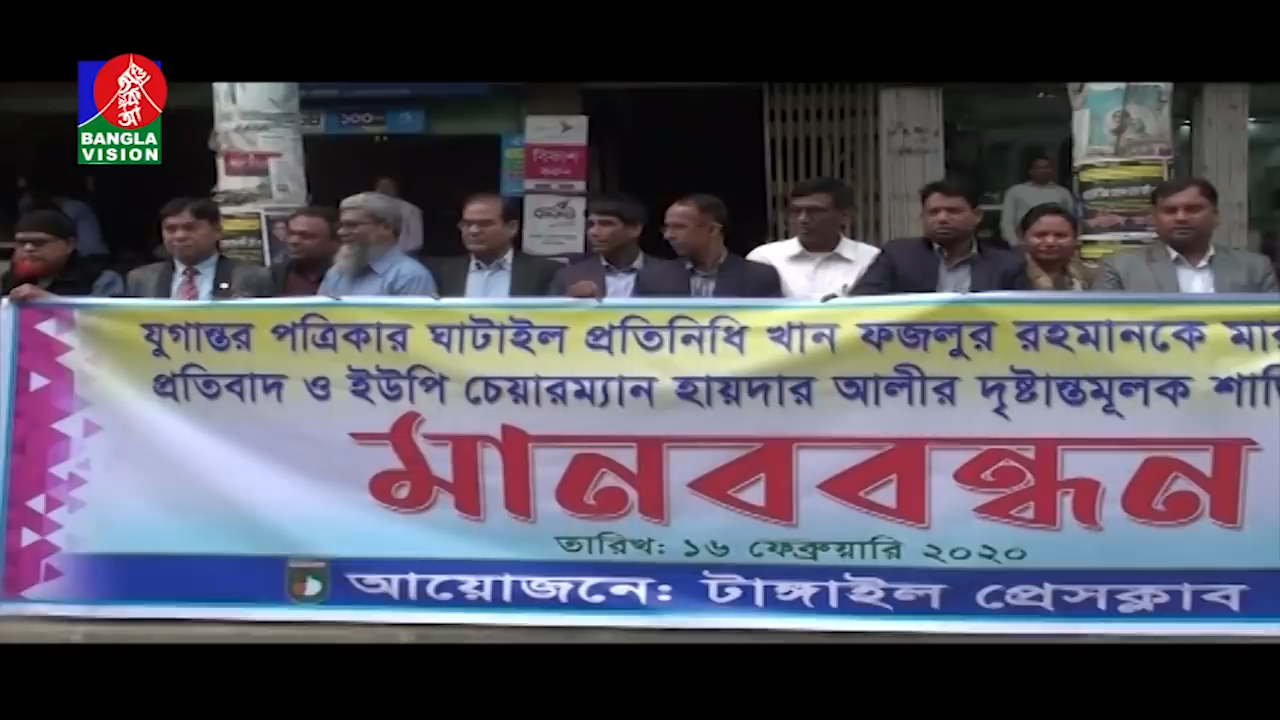 BANGLA
VISION
১০০
বিকাশ
যুগান্তর পত্রিকার ঘাটাইল প্রতিনিধি খান ফজলুর রহমানকে
প্রতিবাদ ও ইউপি চেয়ারম্যান হায়দার আলীর দৃষ্টান্তমূলক
মানববন্ধন
তারিখ: ১৬ ফেব্রুয়ারি ২০২০
আয়োজনে: টাঙ্গাইল প্রেসক্লাব